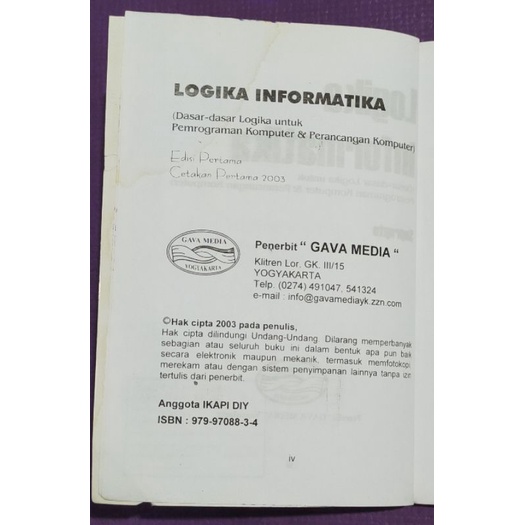 LOGIKA INFORMATIKA
(Dasar-dasar Logika untuk
Pemrograman Komputer & Perancangan Komputer)
Edisi Pertama
Cetakan Pertama 2003
GAVA MEDIA
YOGYAKARTA
Penerbit " GAVA MEDIA "
Klitren Lor. GK. III/15
YOGYAKARTA
Telp. (0274) 491047, 541324
e-mail : info@gavamediayk.zzn.com
©Hak cipta 2003 pada penulis,
Hak cipta dilindungi Undang-Undang. Dilarang memperbanyak
sebagian atau seluruh buku ini dalam bentuk apa pun baik
secara elektronik maupun mekanik, termasuk memfotokopi,
merekam atau dengan sistem penyimpanan lainnya tanpa izin
tertulis dari penerbit.
Anggota IKAPI DIY
ISBN : 979-97088-3-4
iv